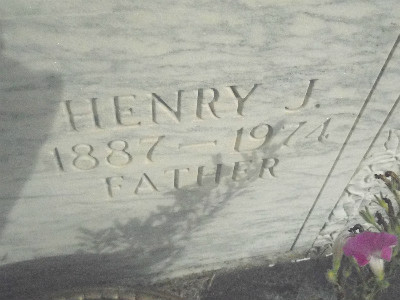 HENRY J.
1887 — 1974
FATHER